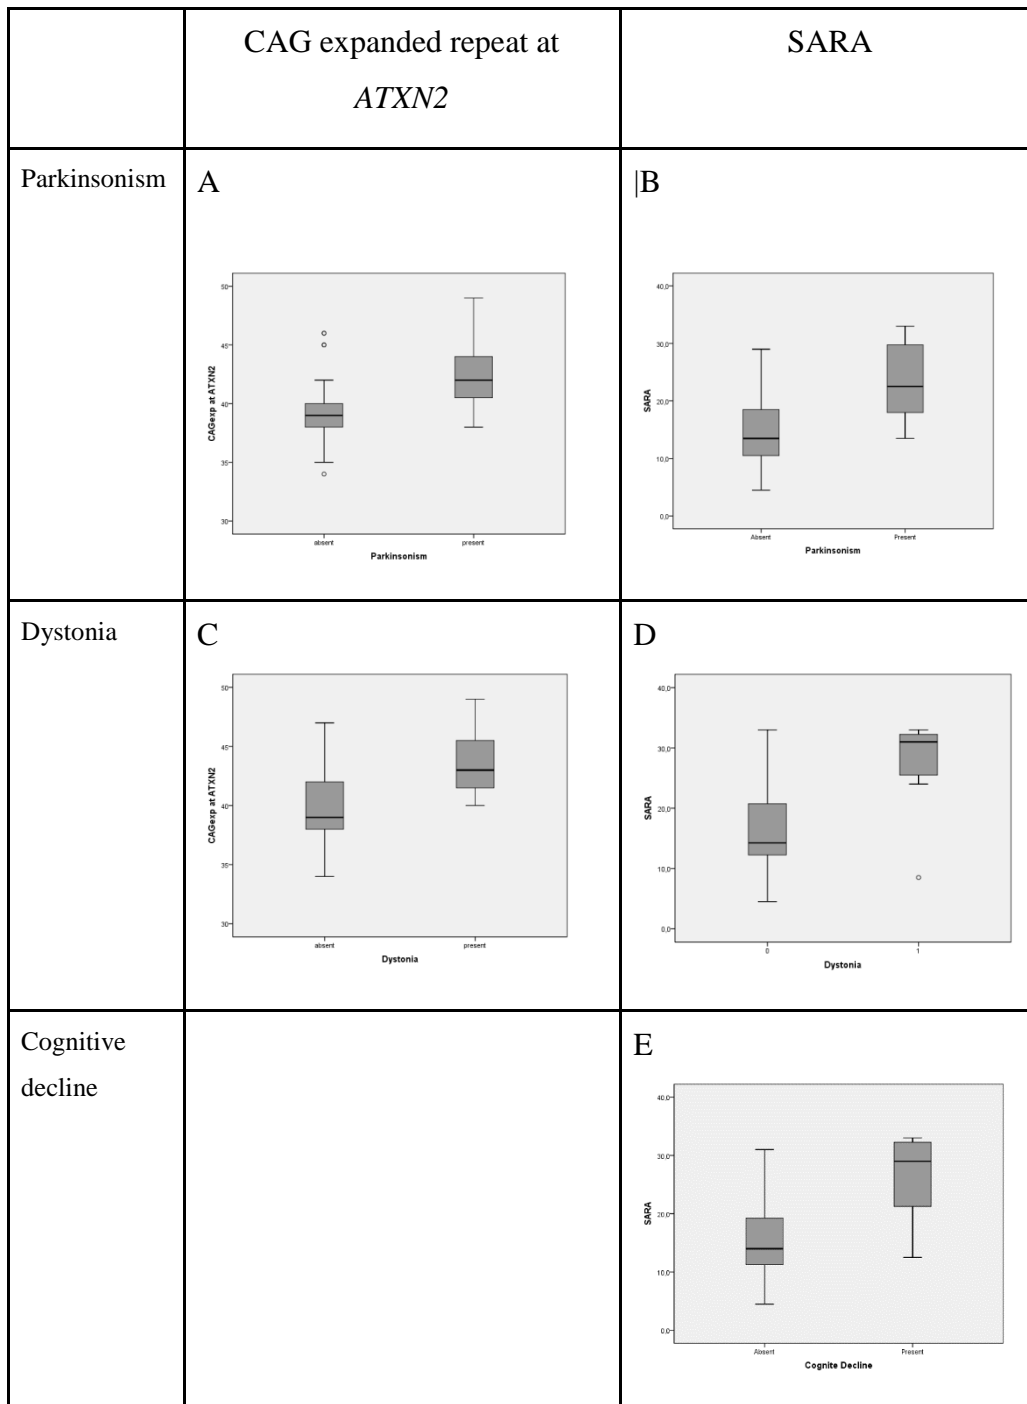 CAG expanded repeat at
ATXN2
SARA
Parkinsonism
A
50
45
40
35
30
CAGexp at ATXN2
absent
present
Parkinsonism
|B
40,0
30,0
20,0
10,0
0,0
SARA
Absent
Present
Parkinsonism
Dystonia
C
50
45
40
35
30
CAGexp at ATXN2
absent
present
Dystonia
D
40,0
30,0
20,0
10,0
0,0
SARA
0
1
Dystonia
Cognitive
decline
E
40,0
30,0
20,0
10,0
0,0
SARA
Absent
Present
Cognite Decline